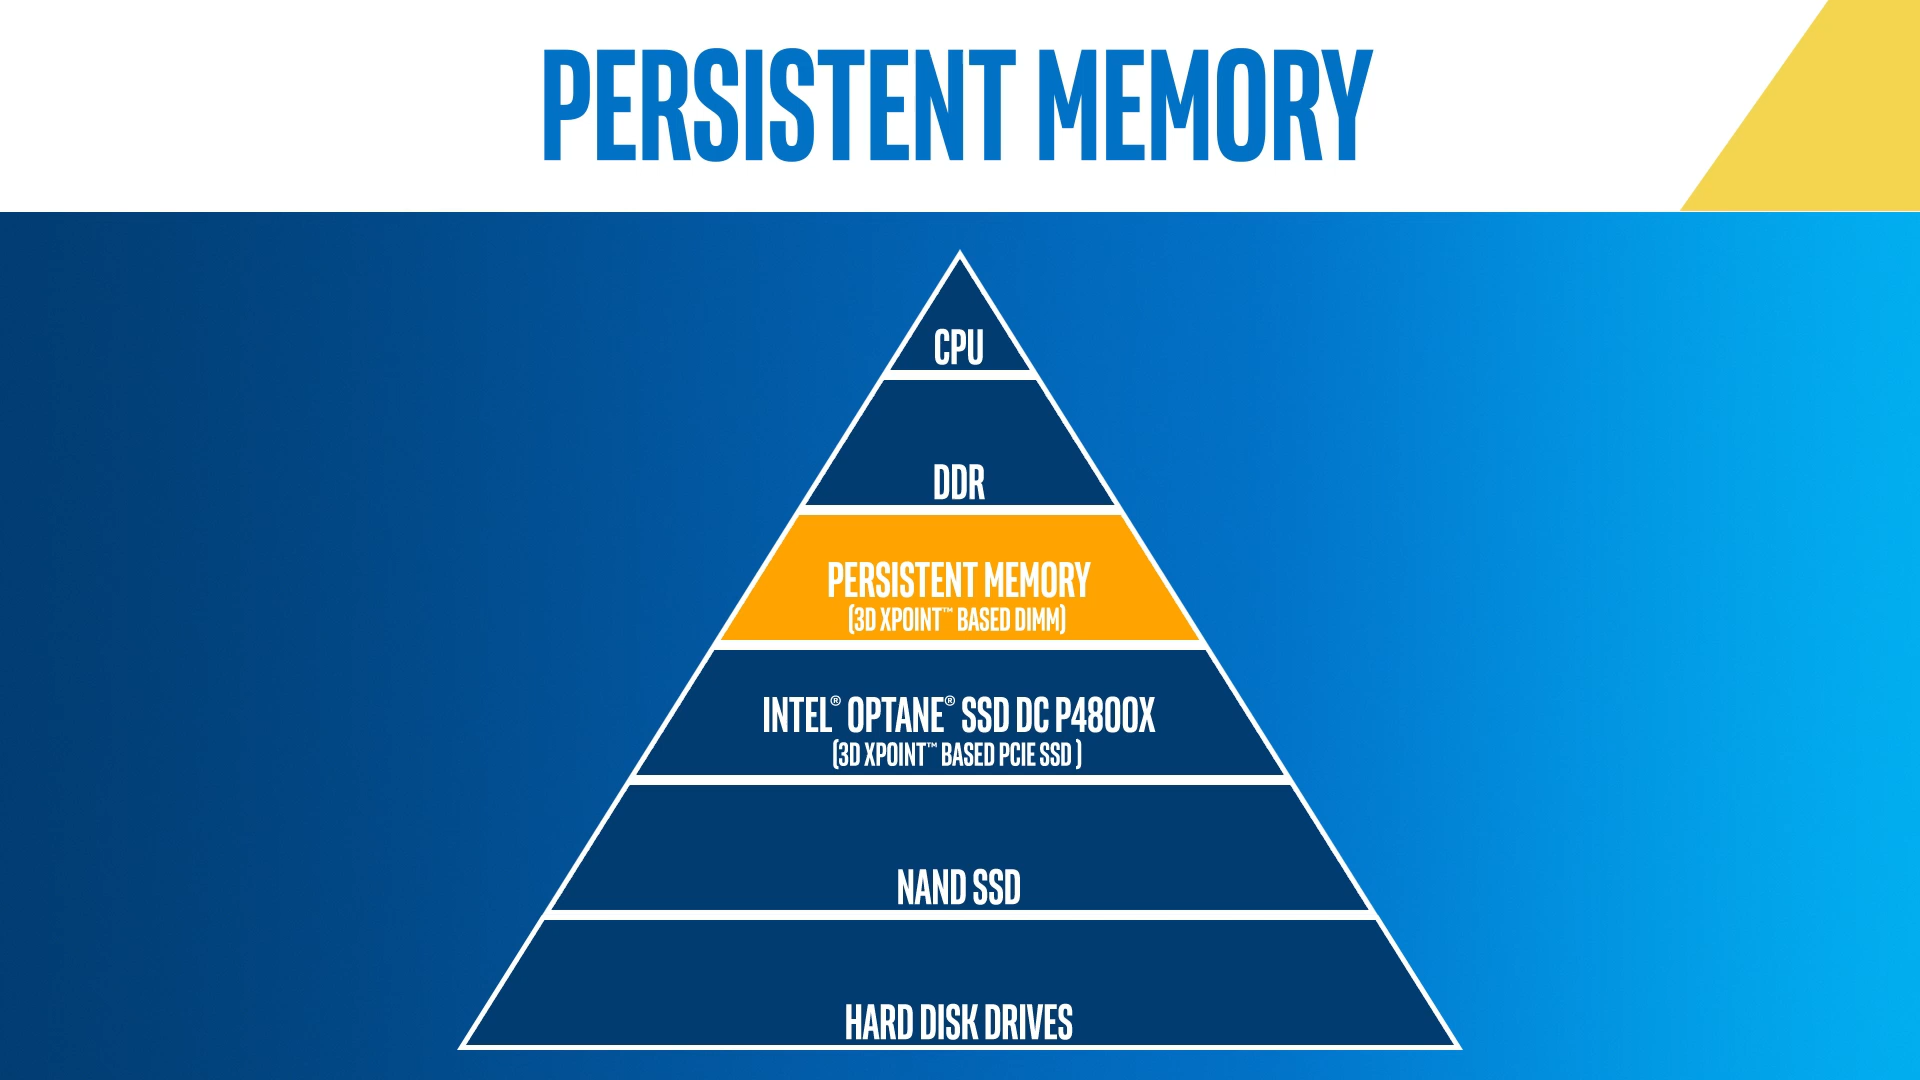 PERSISTENT MEMORY
CPU
DDR
PERSISTENT MEMORY
(3D XPOINT™ BASED DIMM)
INTEL® OPTANE® SSD DC P4800X
(3D XPOINT™ BASED PCIE SSD )
NAND SSD
HARD DISK DRIVES